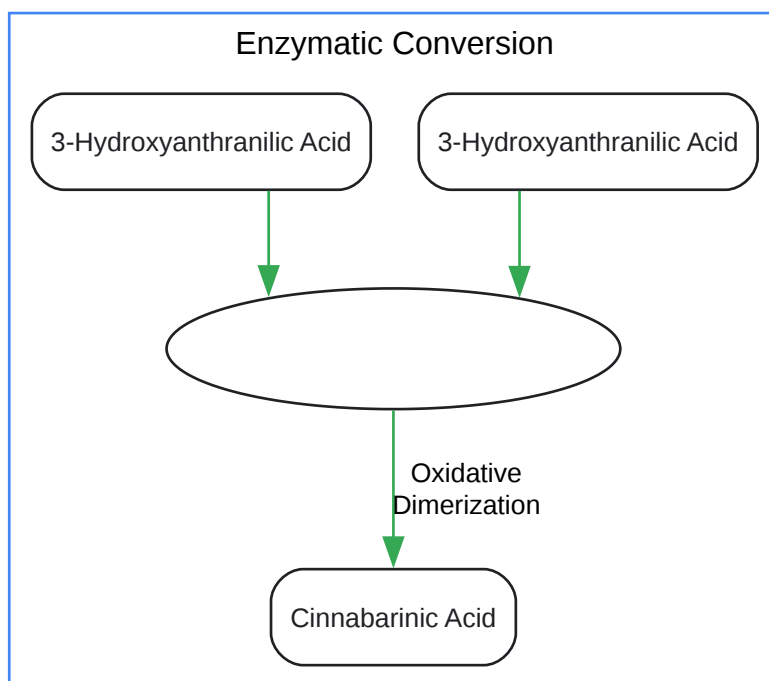 Enzymatic Conversion
3-Hydroxyanthranilic Acid
3-Hydroxyanthranilic Acid
Oxidative
Dimerization
Cinnabarinic Acid